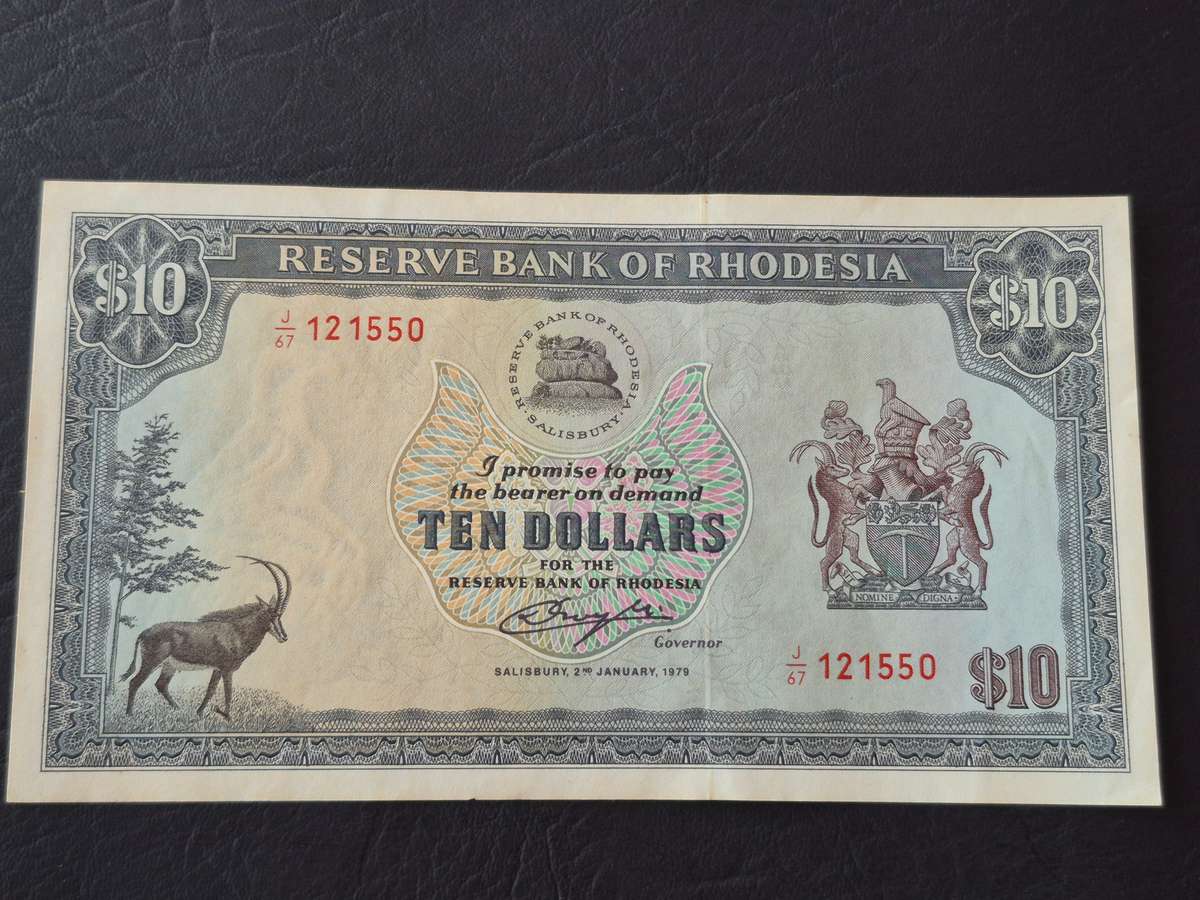 RESERVE BANK OF RHODESIA
$10
$10
J/67 121550
RESERVE BANK OF RHODESIA
SALISBURY
I promise to pay
the bearer on demand
TEN DOLLARS
FOR THE
RESERVE BANK OF RHODESIA
Governor
SALISBURY, 2ND JANUARY, 1979
NOMINE DIGNA
J/67 121550
$10